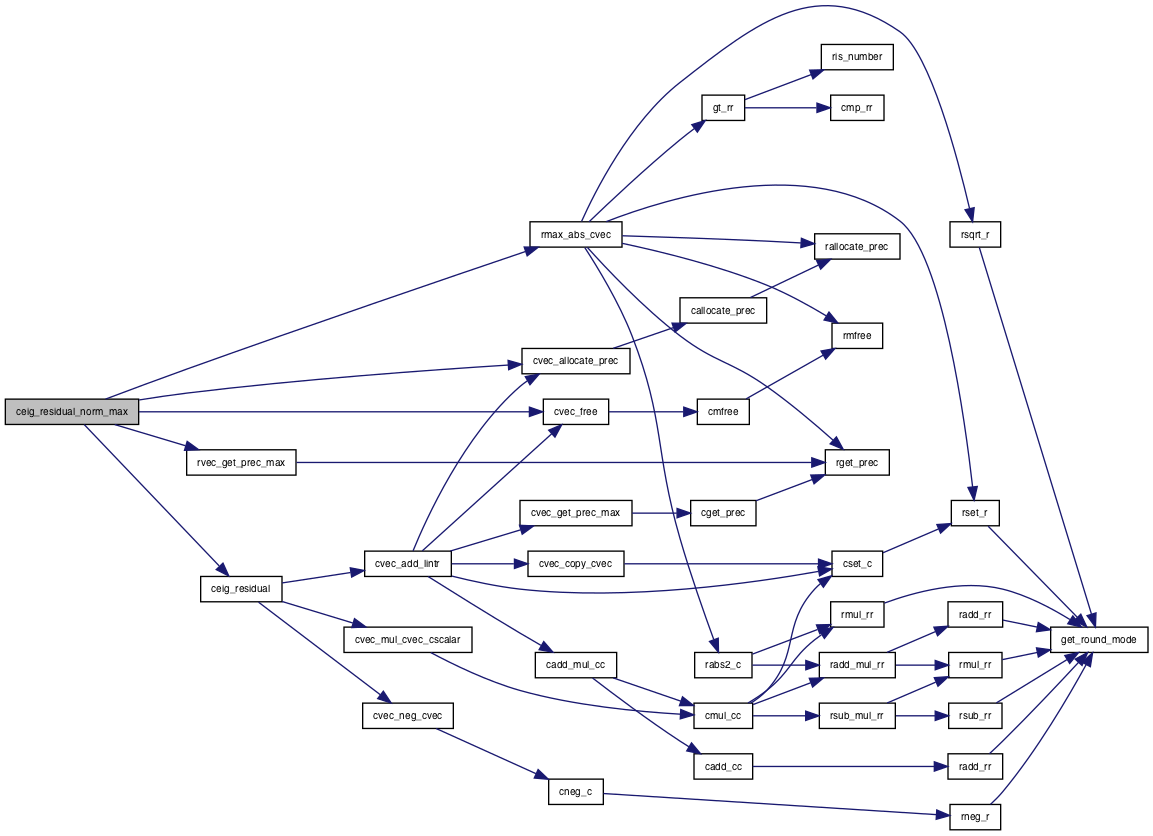 ris_number
gt_rr
cmp_rr
rmax_abs_cvec
rsqrt_r
rallocate_prec
callocate_prec
rmfree
cvec_allocate_prec
ceig_residual_norm_max
cvec_free
cmfree
rvec_get_prec_max
rget_prec
cvec_get_prec_max
cget_prec
rset_r
cvec_add_lintr
cvec_copy_cvec
cset_c
ceig_residual
rmul_rr
radd_rr
cvec_mul_cvec_cscalar
get_round_mode
cadd_mul_cc
rabs2_c
radd_mul_rr
rmul_rr
cvec_neg_cvec
cmul_cc
rsub_mul_rr
rsub_rr
cadd_cc
radd_rr
cneg_c
rneg_r